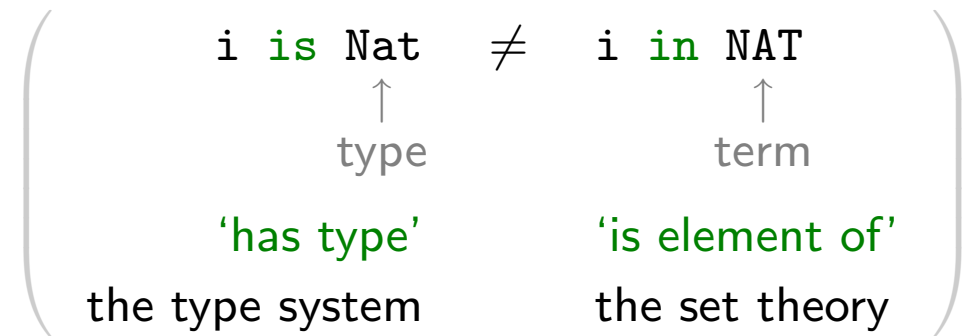 i is Nat ≠ i in NAT
↑ ↑
type term
‘has type’ ‘is element of’
the type system the set theory